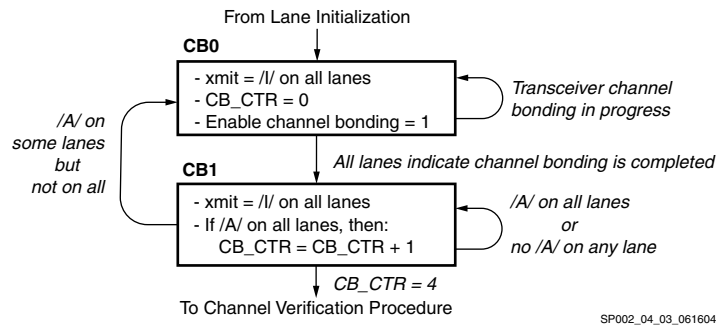 From Lane Initialization
CB0
- xmit = /I/ on all lanes
- CB_CTR = 0
- Enable channel bonding = 1
Transceiver channel
bonding in progress
/A/ on
some lanes
but
not on all
All lanes indicate channel bonding is completed
CB1
- xmit = /I/ on all lanes
- If /A/ on all lanes, then:
CB_CTR = CB_CTR + 1
/A/ on all lanes
or
no /A/ on any lane
CB_CTR = 4
To Channel Verification Procedure
SP002_04_03_061604